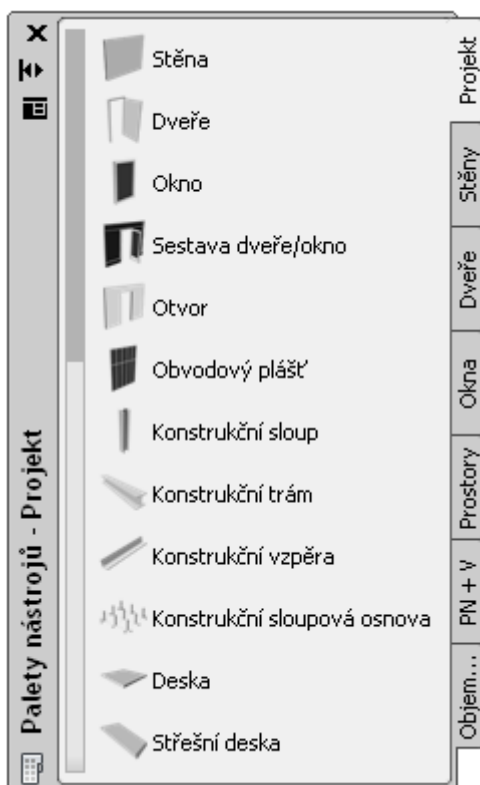 Palety nástrojů - Projekt
Stěna
Dveře
Okno
Sestava dveře/okno
Otvor
Obvodový plášť
Konstrukční sloup
Konstrukční trám
Konstrukční vzpěra
Konstrukční sloupová osnova
Deska
Střešní deska
Projekt
Stěny
Dveře
Okna
Prostory
PN + V
Objem...